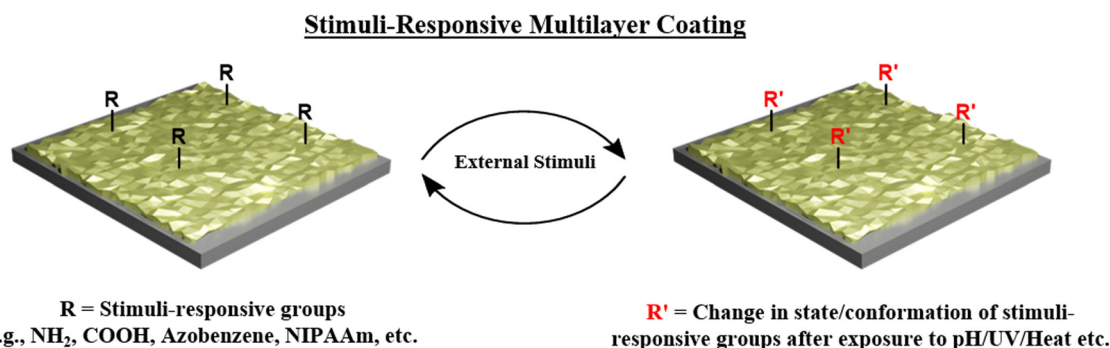 Stimuli-Responsive Multilayer Coating
R
R
R
R
R'
R'
R'
R'
External Stimuli
R = Stimuli-responsive groups
.g., NH₂, COOH, Azobenzene, NIPAAm, etc.
R' = Change in state/conformation of stimuli-
responsive groups after exposure to pH/UV/Heat etc.